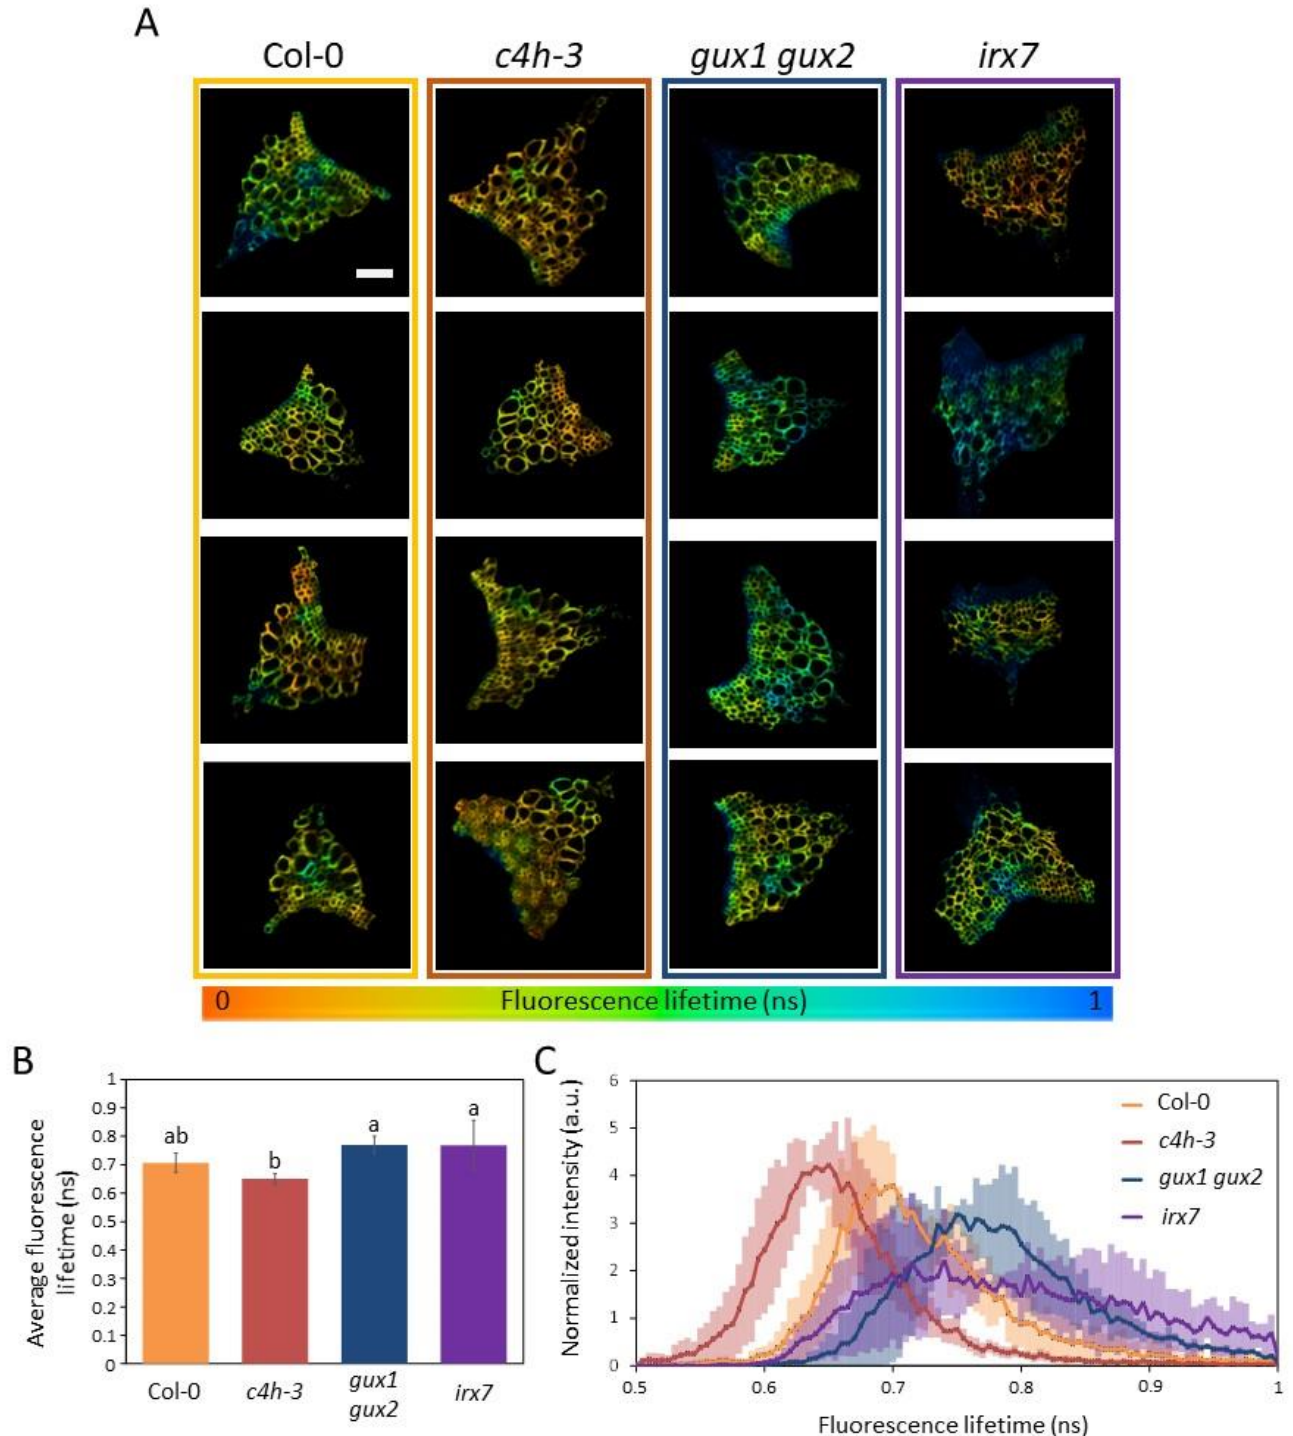 A
Col-0
c4h-3
gux1 gux2
irx7
0 Fluorescence lifetime (ns) 1
B
Average fluorescence
lifetime (ns)
1
0.9
0.8
0.7
0.6
0.5
0.4
0.3
0.2
0.1
0
ab
b
a
a
Col-0
c4h-3
gux1
gux2
irx7
C
Normalized intensity (a.u.)
6
5
4
3
2
1
0
Col-0
c4h-3
gux1 gux2
irx7
0.5 0.6 0.7 0.8 0.9 1
Fluorescence lifetime (ns)